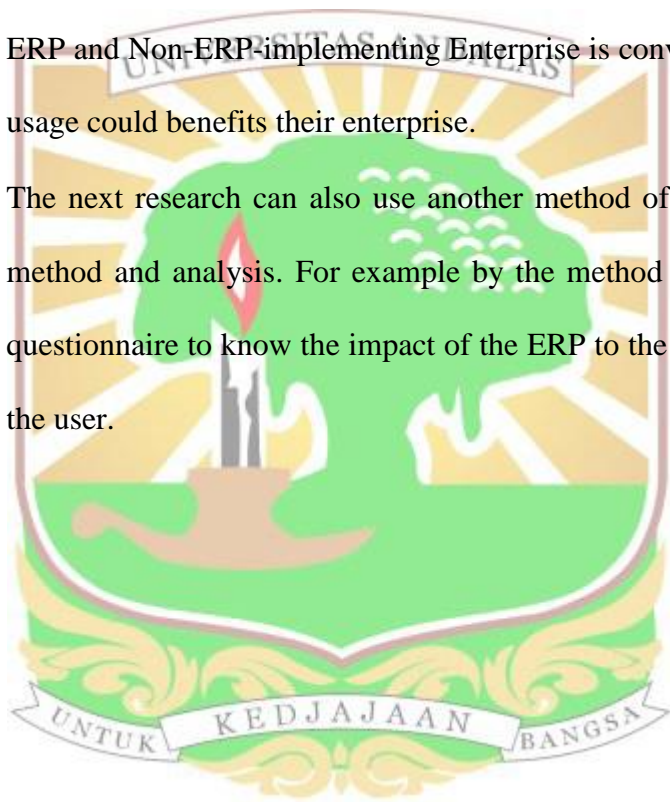 UNIVERSITAS ANDALAS
ERP and Non-ERP-implementing Enterprise is conv
usage could benefits their enterprise.
The next research can also use another method of
method and analysis. For example by the method
questionnaire to know the impact of the ERP to the
the user.
UNTUK KEDJAJAAN BANGSA